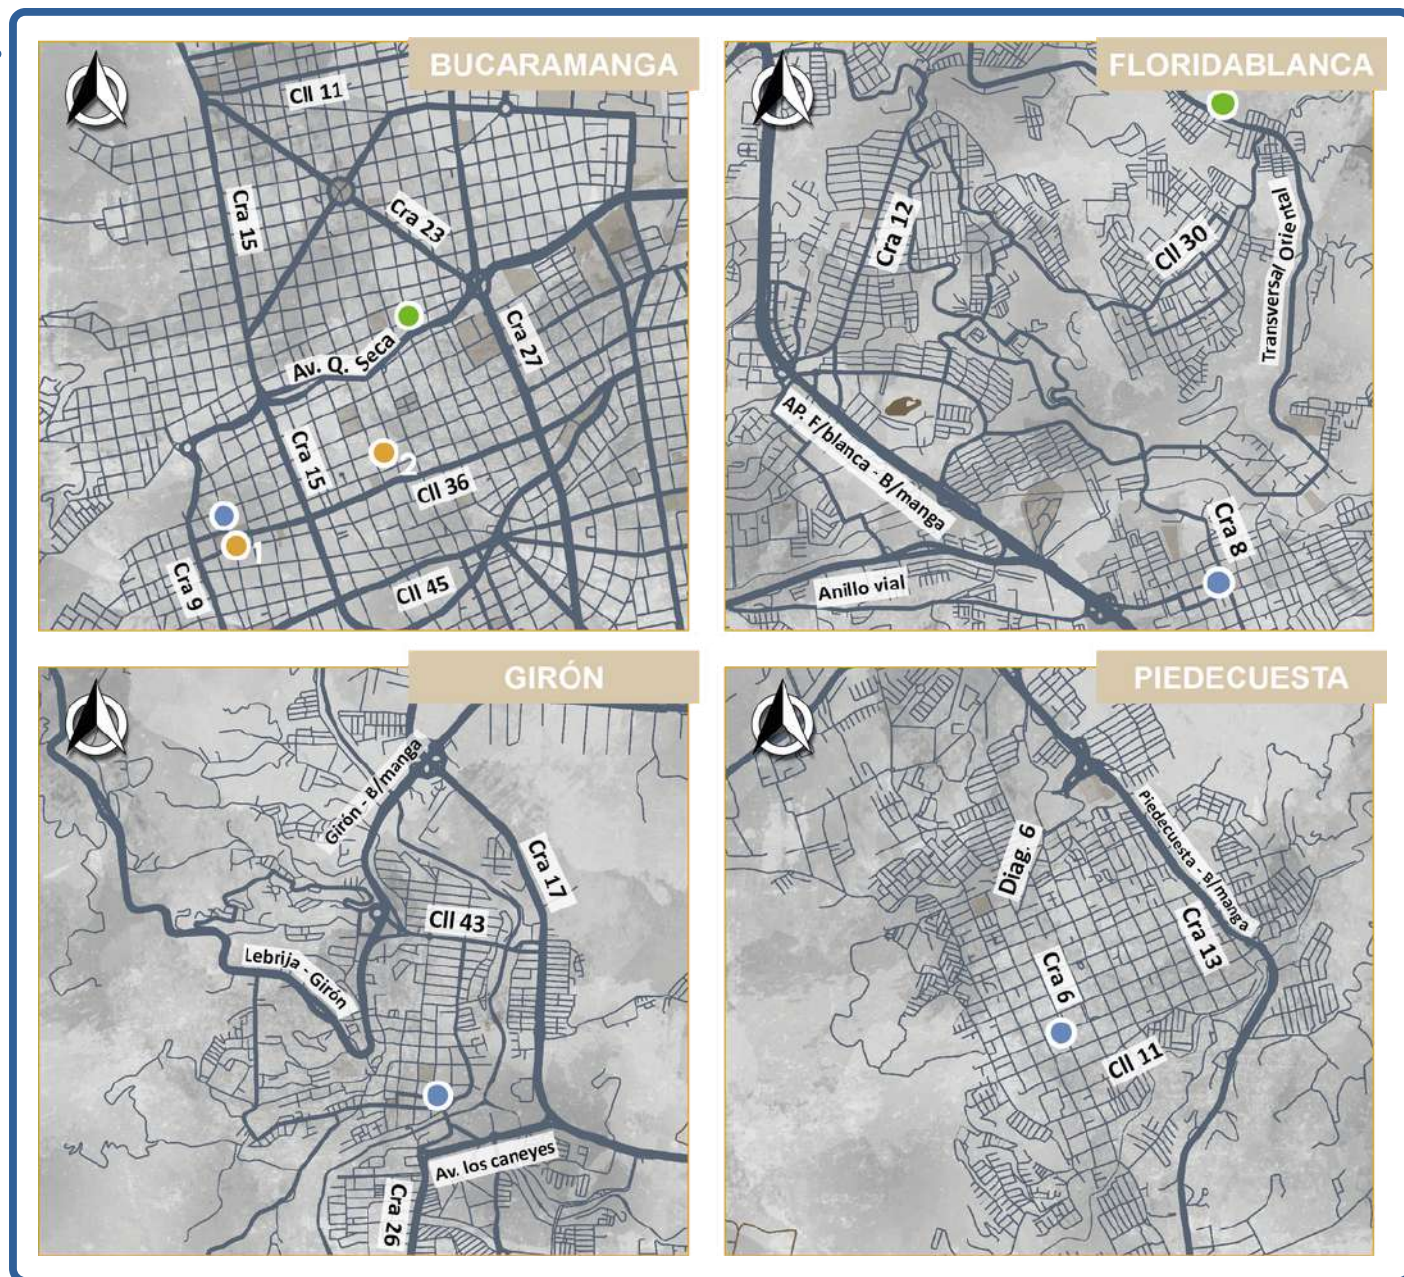 BUCARAMANGA
Cll 11
Cra 15
Cra 23
Cra 27
Av. Q. Seca
Cra 15
2
Cll 36
1
Cra 9
Cll 45
FLORIDABLANCA
Cra 12
Cll 30
Transversal Oriental
AP. F/blanca - B/manga
Cra 8
Anillo vial
GIRÓN
Girón - B/manga
Cra 17
Cll 43
Lebrija - Girón
Av. los caneyes
Cra 26
PIEDECUESTA
Piedecuesta - B/manga
Diag. 6
Cra 13
Cra 6
Cll 11